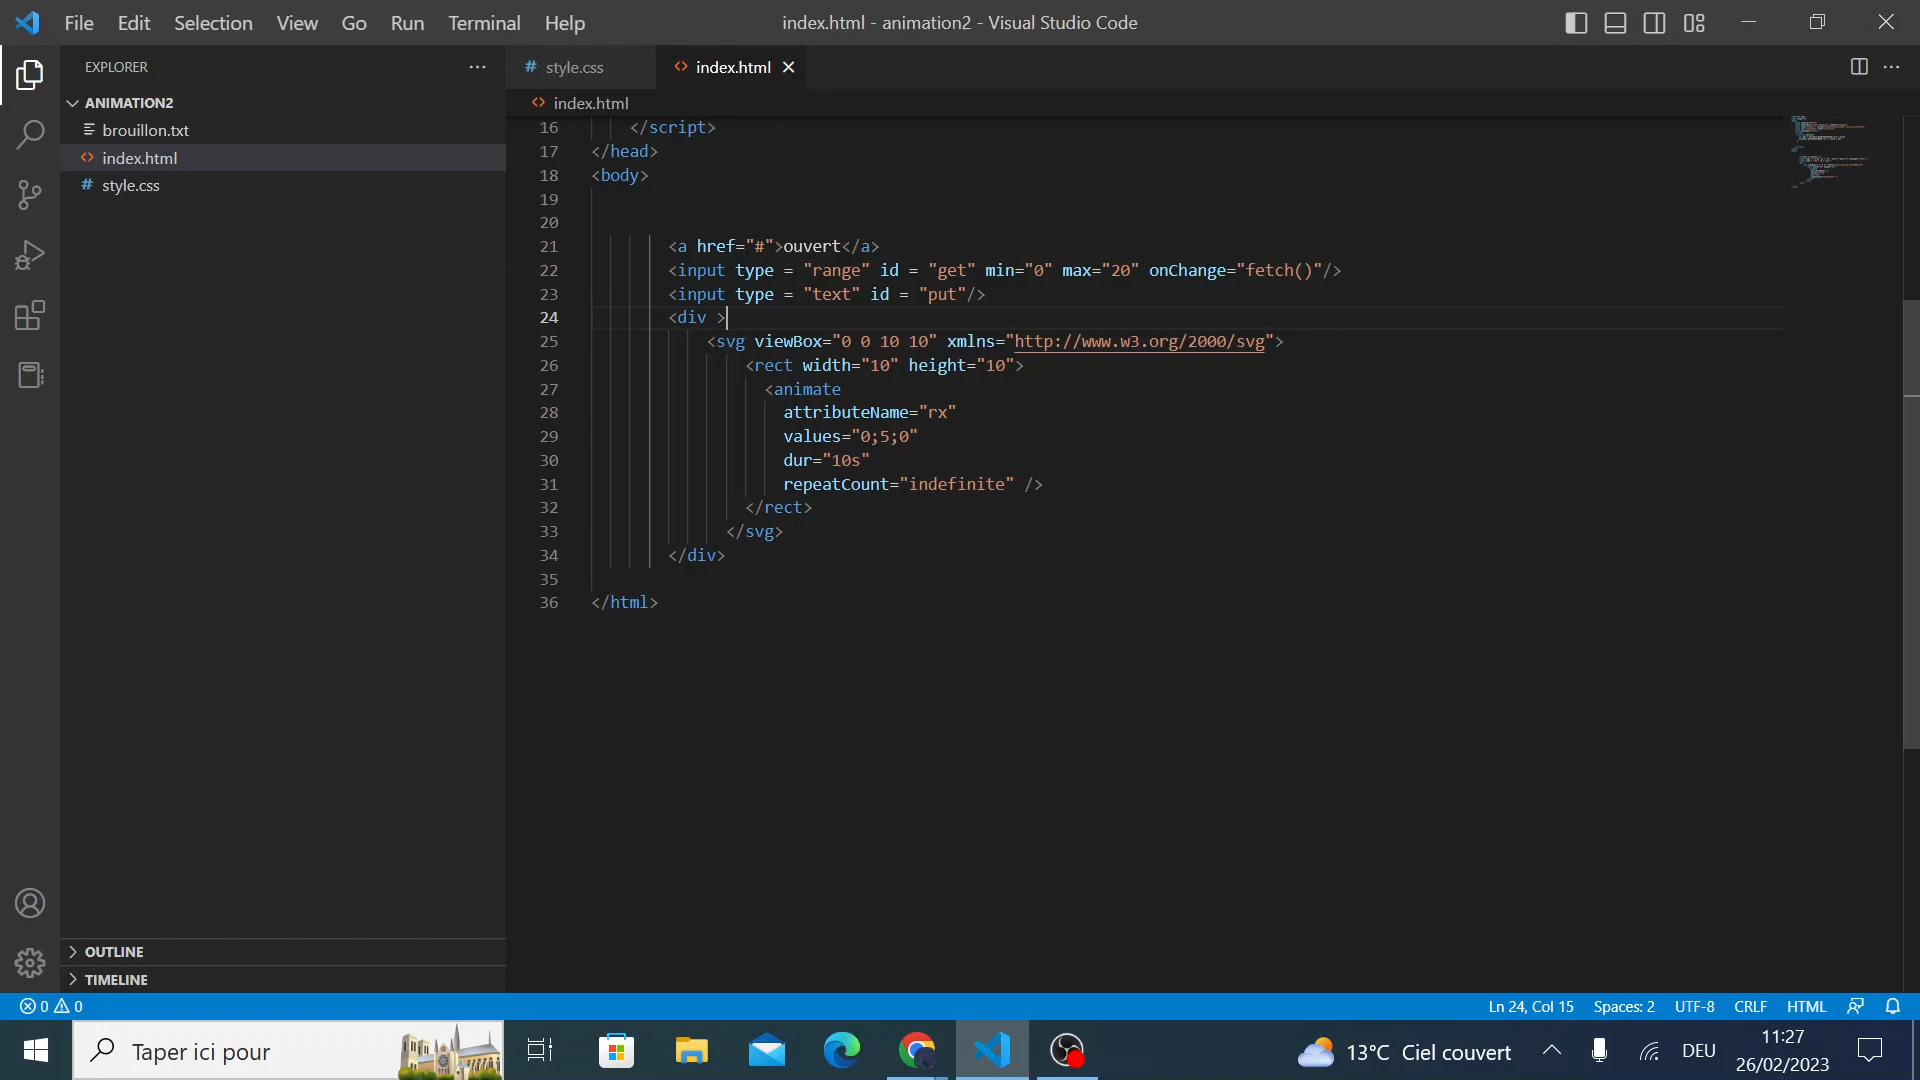 File Edit Selection View Go Run Terminal Help
index.html - animation2 - Visual Studio Code
EXPLORER
ANIMATION2
brouillon.txt
index.html
style.css
OUTLINE
TIMELINE
# style.css
<> index.html
<> index.html
16 </script>
17 </head>
18 <body>
19
20
21 <a href="#">ouvert</a>
22 <input type = "range" id = "get" min="0" max="20" onChange="fetch()"/>
23 <input type = "text" id = "put"/>
24 <div >
25 <svg viewBox="0 0 10 10" xmlns="http://www.w3.org/2000/svg">
26 <rect width="10" height="10">
27 <animate
28 attributeName="rx"
29 values="0;5;0"
30 dur="10s"
31 repeatCount="indefinite" />
32 </rect>
33 </svg>
34 </div>
35
36 </html>
0 0
Ln 24, Col 15 Spaces: 2 UTF-8 CRLF HTML
Taper ici pour
13°C Ciel couvert
DEU
11:27
26/02/2023